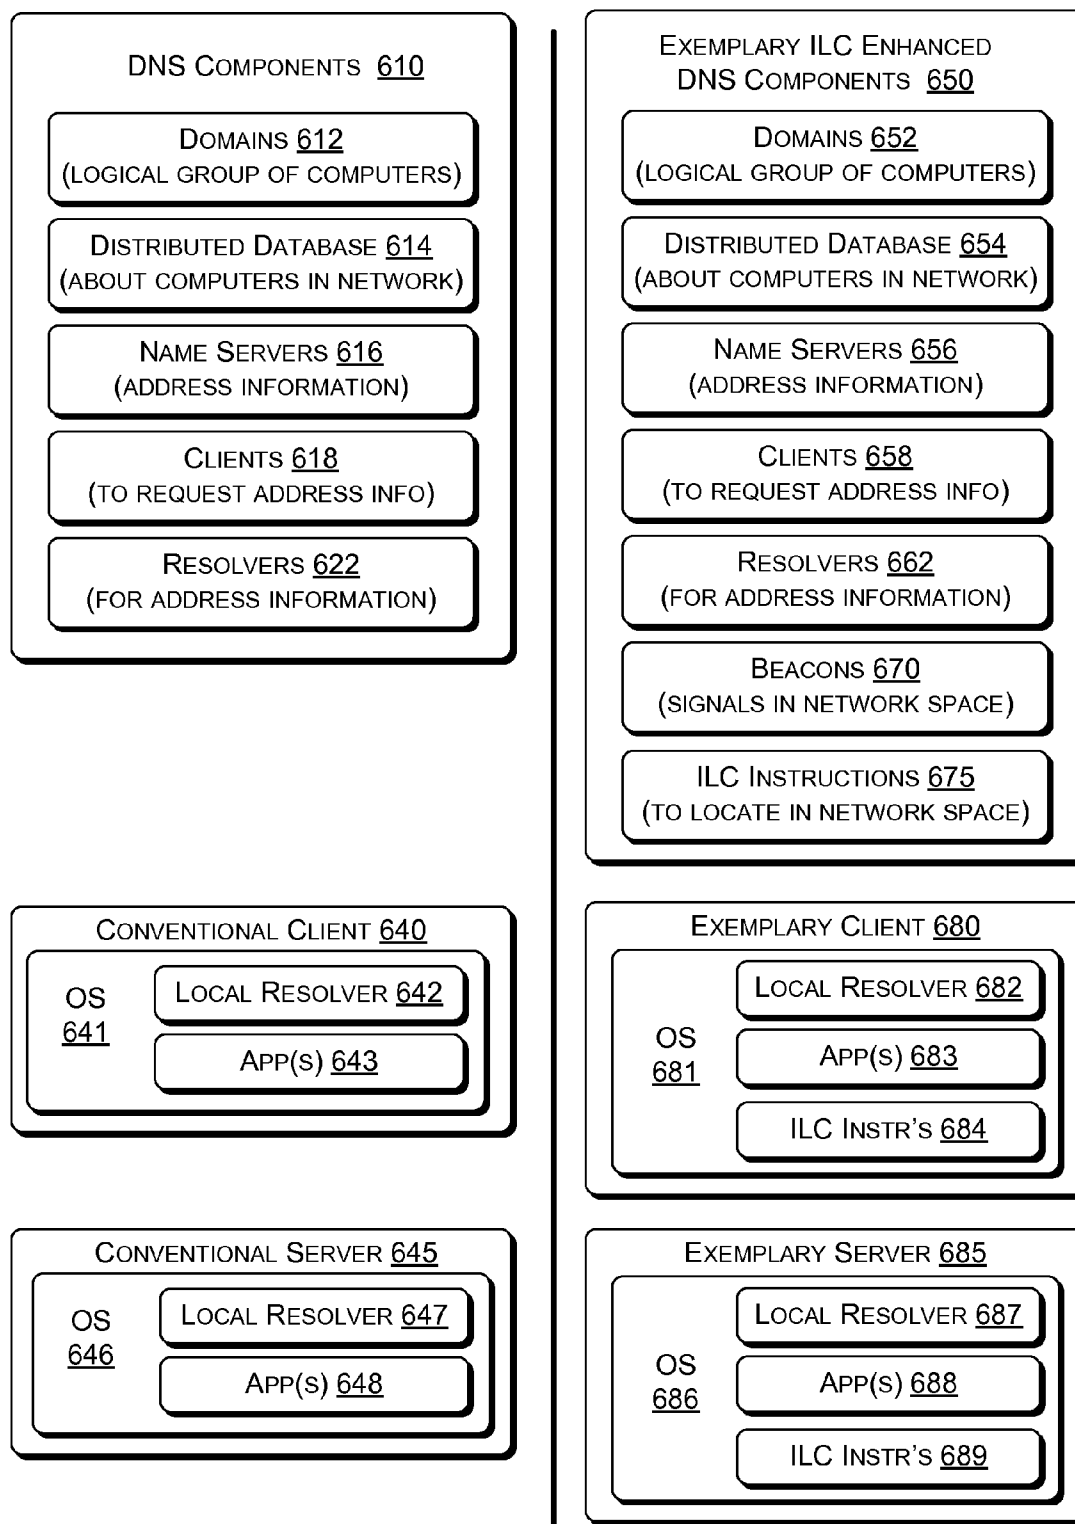 DNS COMPONENTS 610
DOMAINS 612
(LOGICAL GROUP OF COMPUTERS)
DISTRIBUTED DATABASE 614
(ABOUT COMPUTERS IN NETWORK)
NAME SERVERS 616
(ADDRESS INFORMATION)
CLIENTS 618
(TO REQUEST ADDRESS INFO)
RESOLVERS 622
(FOR ADDRESS INFORMATION)
EXEMPLARY ILC ENHANCED
DNS COMPONENTS 650
DOMAINS 652
(LOGICAL GROUP OF COMPUTERS)
DISTRIBUTED DATABASE 654
(ABOUT COMPUTERS IN NETWORK)
NAME SERVERS 656
(ADDRESS INFORMATION)
CLIENTS 658
(TO REQUEST ADDRESS INFO)
RESOLVERS 662
(FOR ADDRESS INFORMATION)
BEACONS 670
(SIGNALS IN NETWORK SPACE)
ILC INSTRUCTIONS 675
(TO LOCATE IN NETWORK SPACE)
CONVENTIONAL CLIENT 640
OS
641
LOCAL RESOLVER 642
APP(S) 643
EXEMPLARY CLIENT 680
OS
681
LOCAL RESOLVER 682
APP(S) 683
ILC INSTR'S 684
CONVENTIONAL SERVER 645
OS
646
LOCAL RESOLVER 647
APP(S) 648
EXEMPLARY SERVER 685
OS
686
LOCAL RESOLVER 687
APP(S) 688
ILC INSTR'S 689